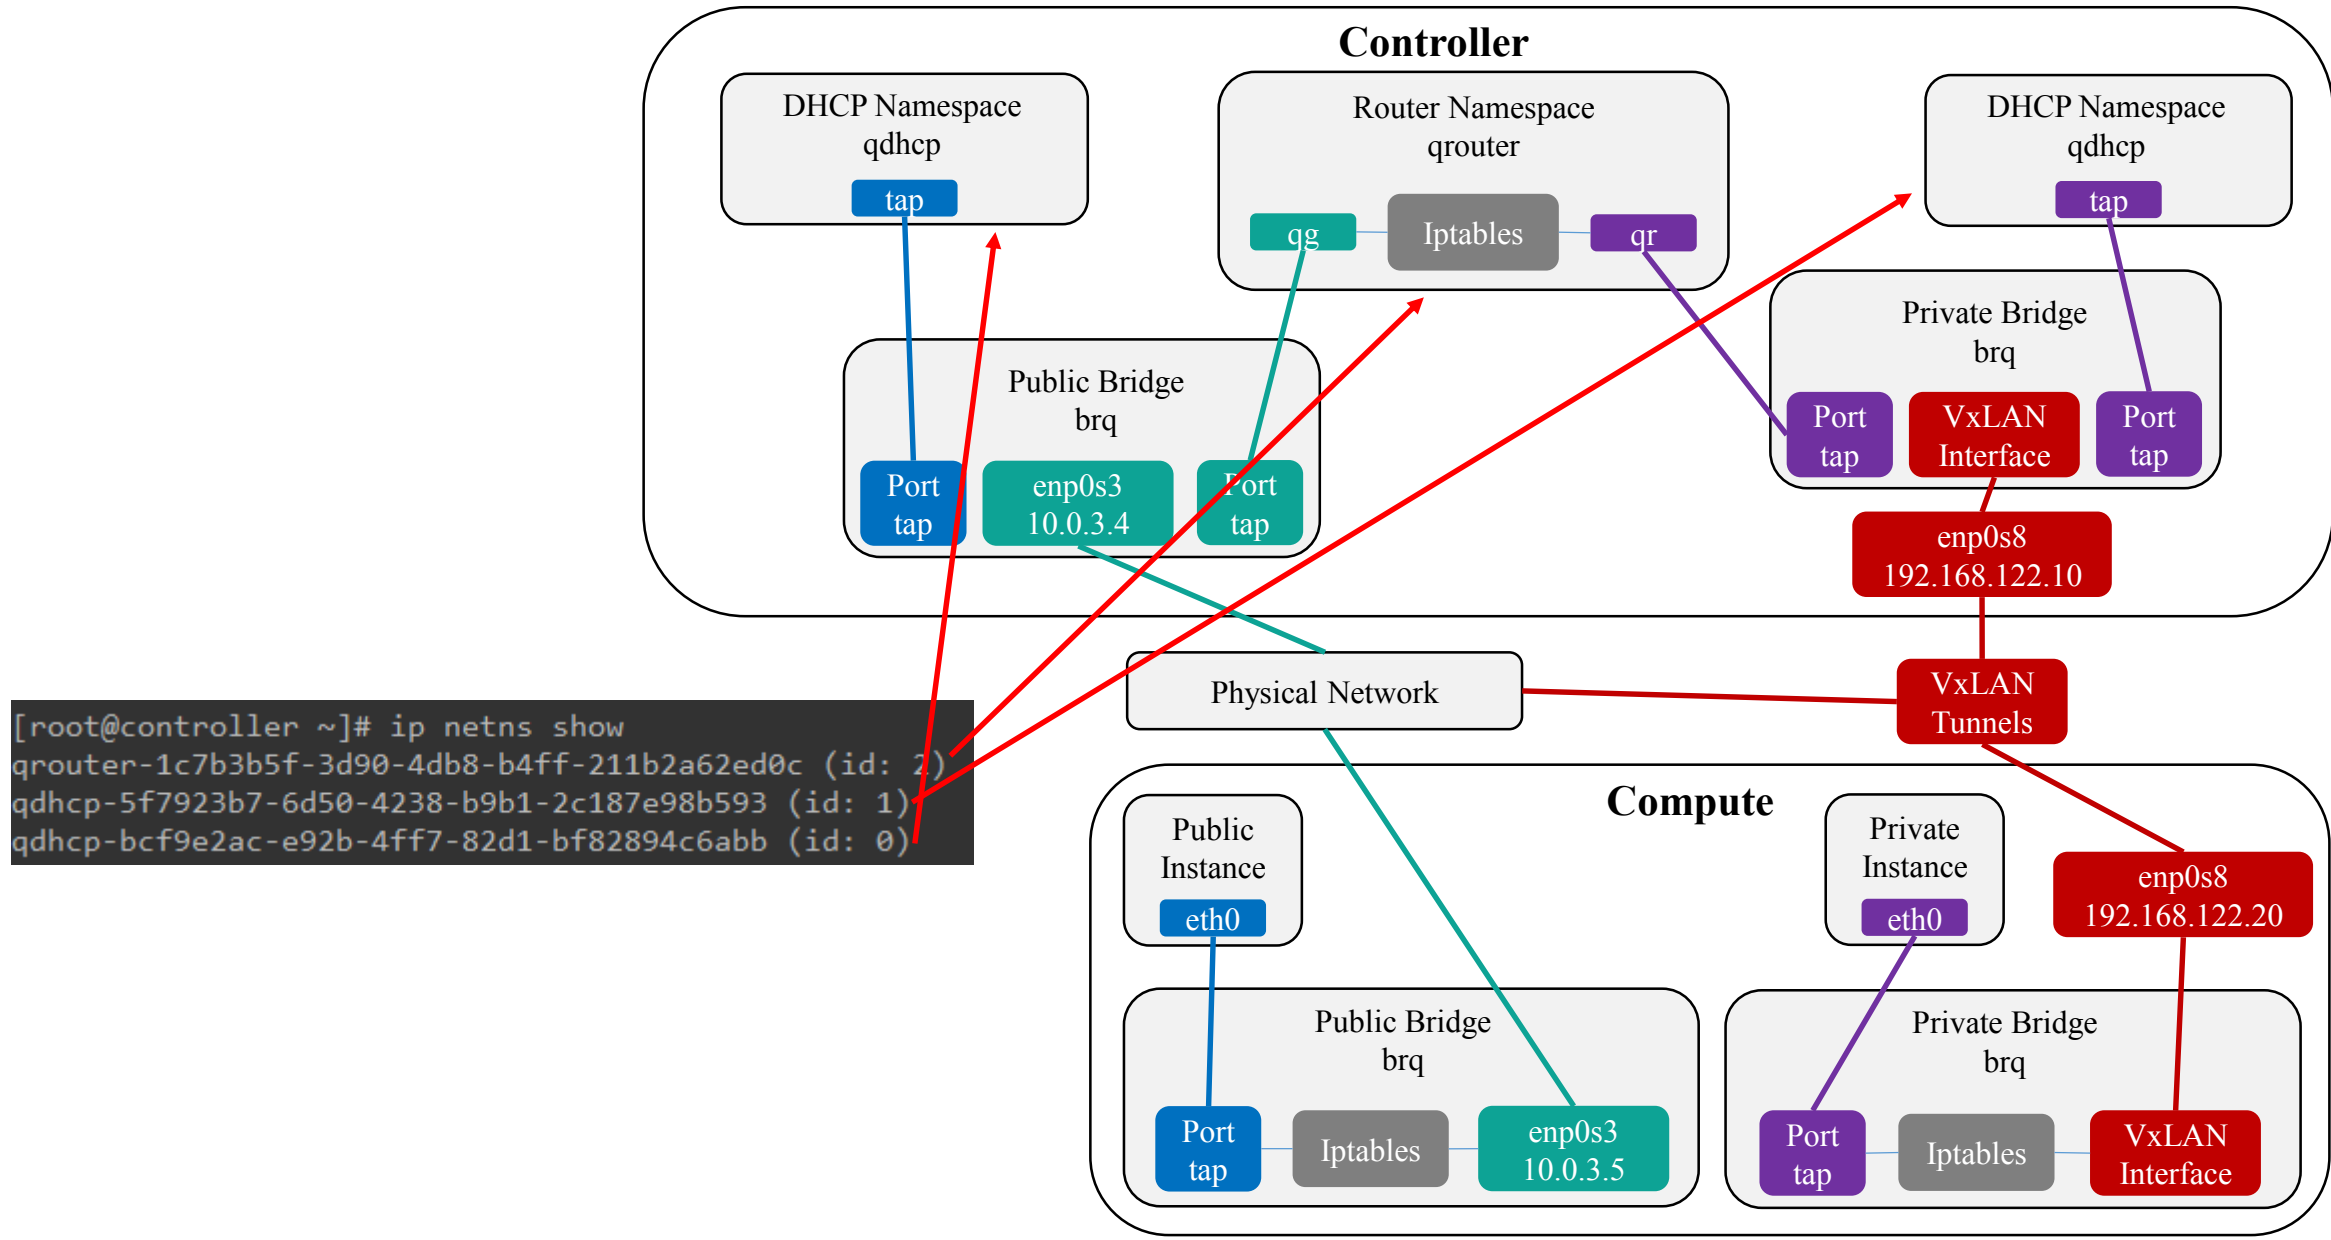 Controller
DHCP Namespace
qdhcp
tap
Router Namespace
qrouter
qg
Iptables
qr
DHCP Namespace
qdhcp
tap
Public Bridge
brq
Port
tap
enp0s3
10.0.3.4
Port
tap
Private Bridge
brq
Port
tap
VxLAN
Interface
Port
tap
enp0s8
192.168.122.10
Physical Network
VxLAN
Tunnels
[root@controller ~]# ip netns show
qrouter-1c7b3b5f-3d90-4db8-b4ff-211b2a62ed0c (id: 2)
qdhcp-5f7923b7-6d50-4238-b9b1-2c187e98b593 (id: 1)
qdhcp-bcf9e2ac-e92b-4ff7-82d1-bf82894c6abb (id: 0)
Compute
Public
Instance
eth0
Private
Instance
eth0
enp0s8
192.168.122.20
Public Bridge
brq
Port
tap
Iptables
enp0s3
10.0.3.5
Private Bridge
brq
Port
tap
Iptables
VxLAN
Interface